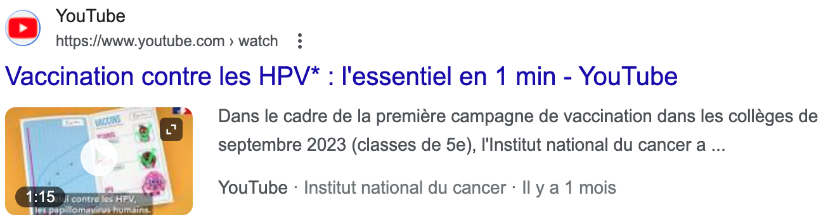 YouTube
https://www.youtube.com › watch
Vaccination contre les HPV* : l'essentiel en 1 min - YouTube
Dans le cadre de la première campagne de vaccination dans les collèges de
septembre 2023 (classes de 5e), l'Institut national du cancer a ...
VACCINS
1:15
contre les HPV,
les papillomavirus humains.
YouTube · Institut national du cancer · Il y a 1 mois